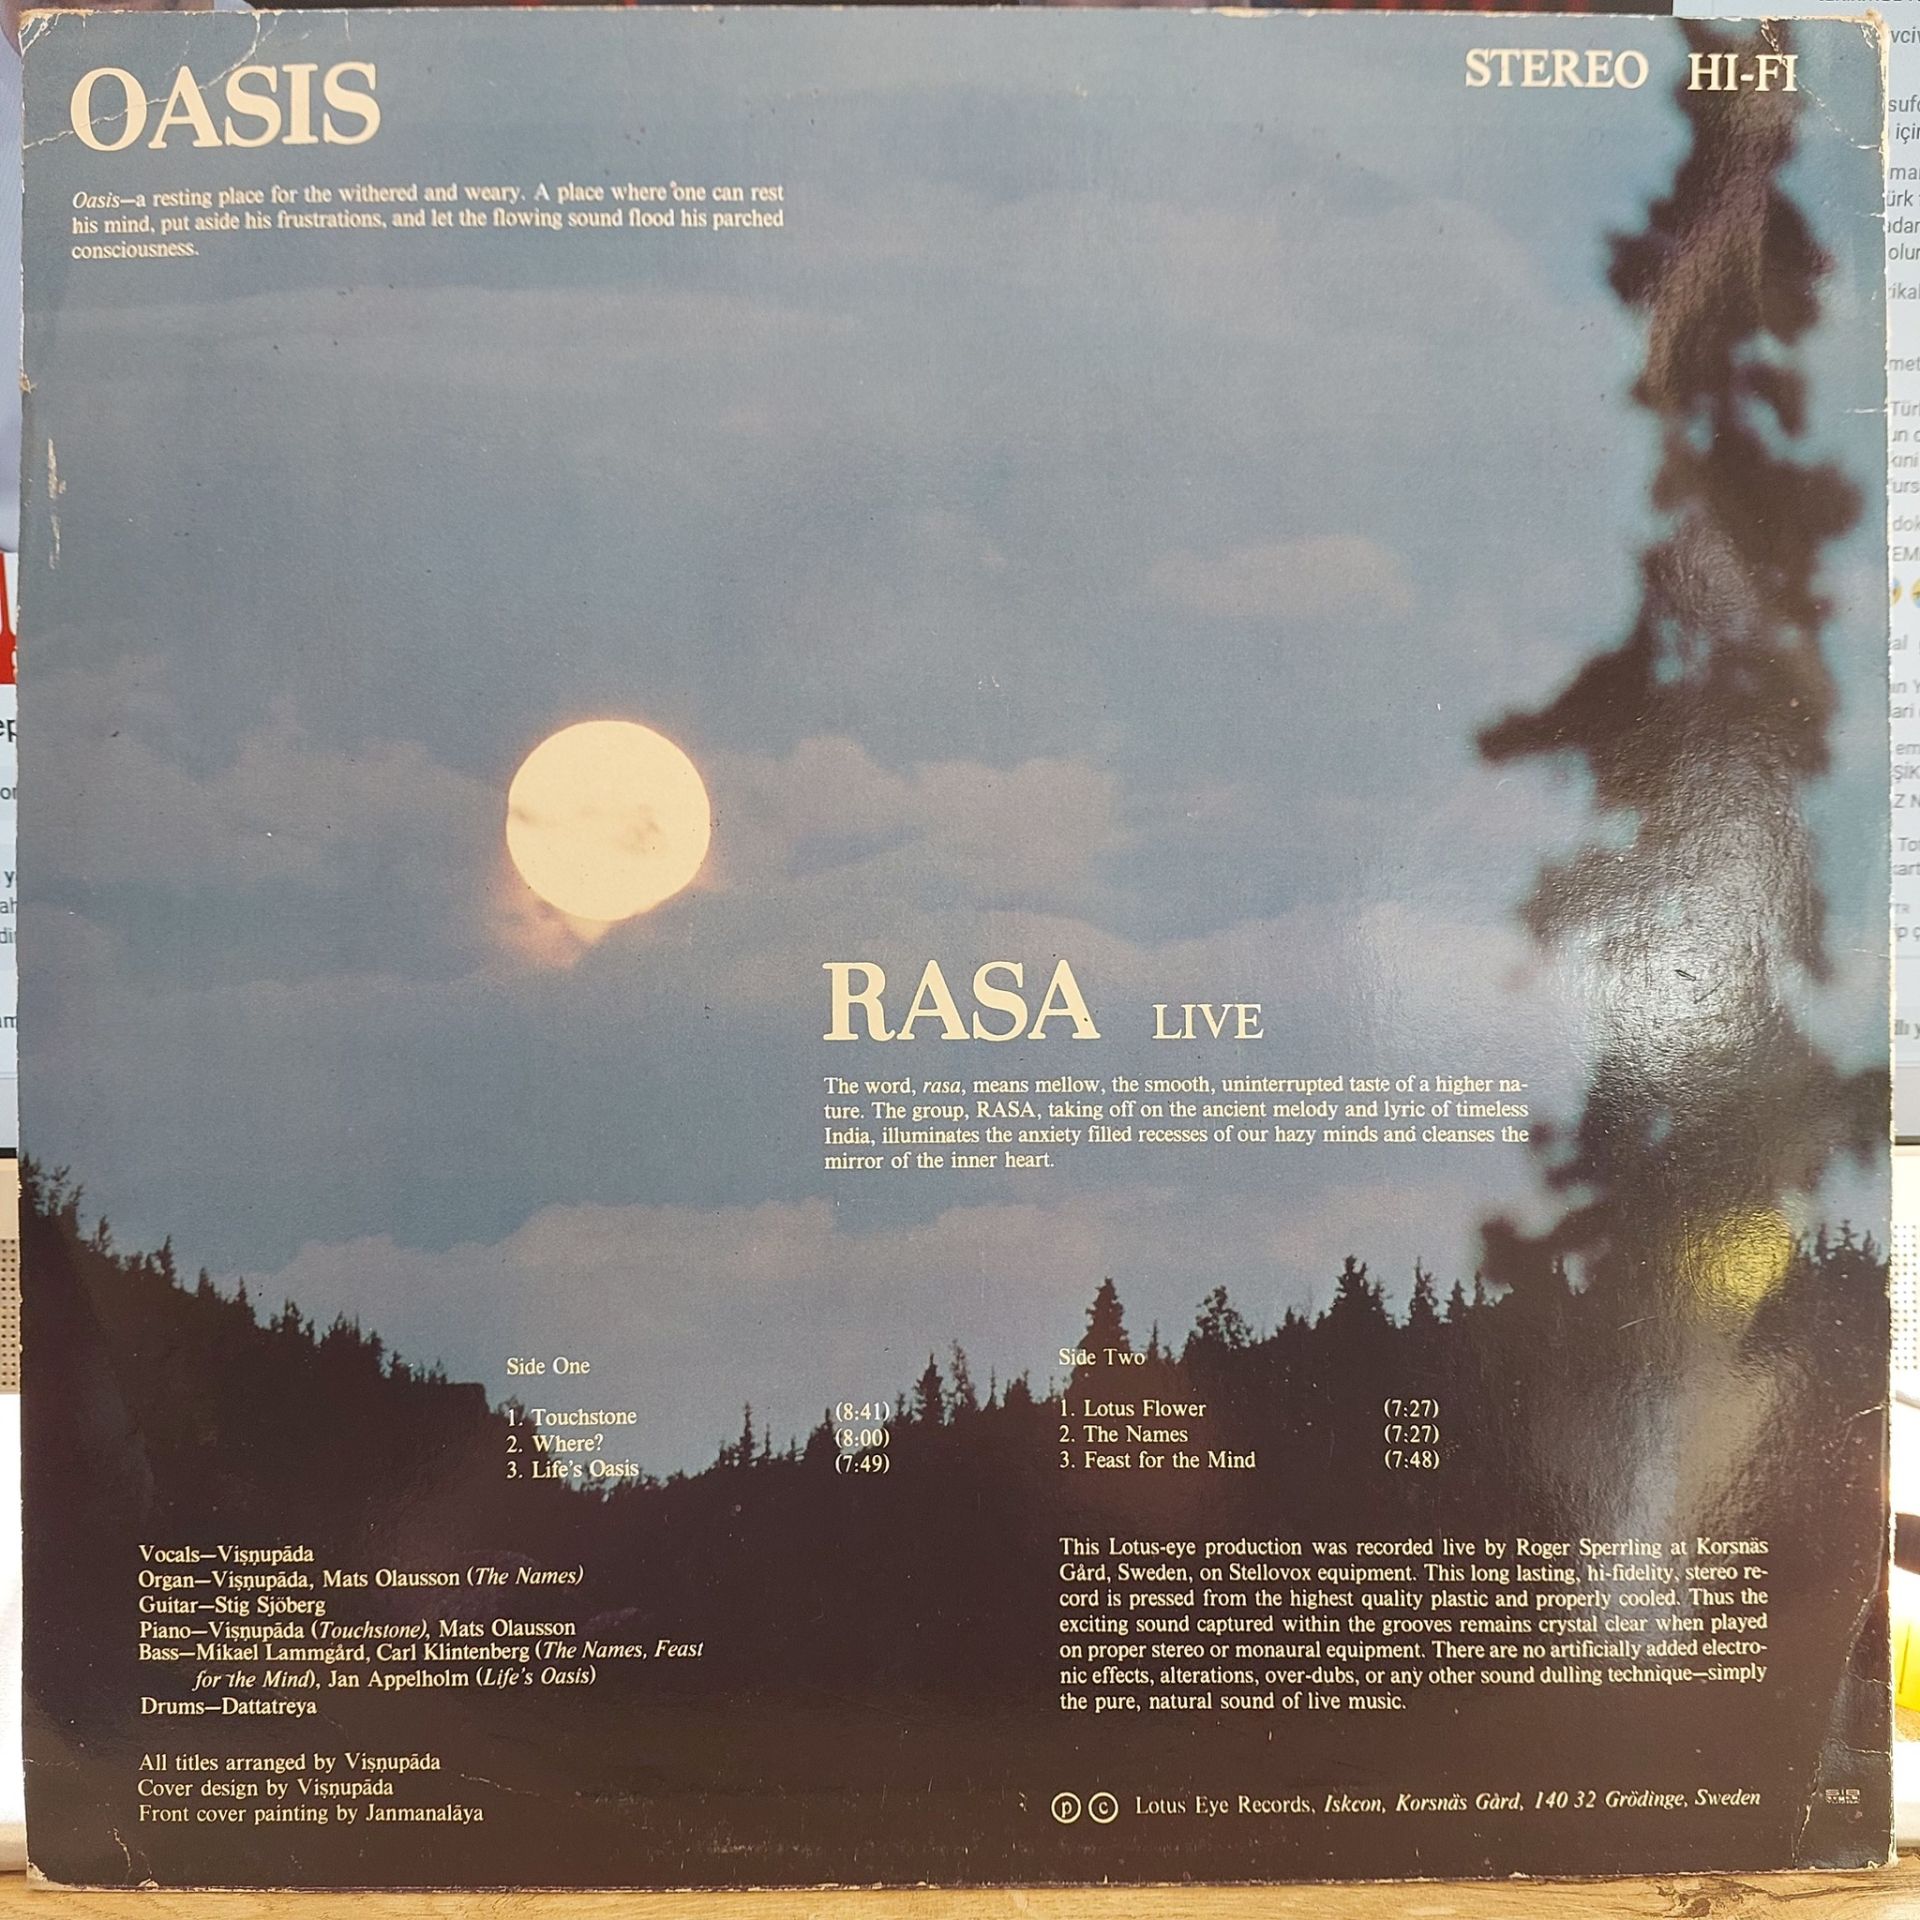 OASIS
STEREO HI-FI
Oasis—a resting place for the withered and weary. A place where one can rest
his mind, put aside his frustrations, and let the flowing sound flood his parched
consciousness.
RASA LIVE
The word, rasa, means mellow, the smooth, uninterrupted taste of a higher na-
ture. The group, RASA, taking off on the ancient melody and lyric of timeless
India, illuminates the anxiety filled recesses of our hazy minds and cleanses the
mirror of the inner heart.
Side One
1. Touchstone (8:41)
2. Where? (8:00)
3. Life's Oasis (7:49)
Side Two
1. Lotus Flower (7:27)
2. The Names (7:27)
3. Feast for the Mind (7:48)
Vocals—Viṣṇupāda
Organ—Viṣṇupāda, Mats Olausson (The Names)
Guitar—Stig Sjöberg
Piano—Viṣṇupāda (Touchstone), Mats Olausson
Bass—Mikael Lammgård, Carl Klintenberg (The Names, Feast
for the Mind), Jan Appelholm (Life's Oasis)
Drums—Dattatreya
All titles arranged by Viṣṇupāda
Cover design by Viṣṇupāda
Front cover painting by Janmanalāya
This Lotus-eye production was recorded live by Roger Sperrling at Korsnäs
Gård, Sweden, on Stellovox equipment. This long lasting, hi-fidelity, stereo re-
cord is pressed from the highest quality plastic and properly cooled. Thus the
exciting sound captured within the grooves remains crystal clear when played
on proper stereo or monaural equipment. There are no artificially added electro-
nic effects, alterations, over-dubs, or any other sound dulling technique—simply
the pure, natural sound of live music.
Ⓟ Ⓒ Lotus Eye Records, Iskcon, Korsnäs Gård, 140 32 Grödinge, Sweden